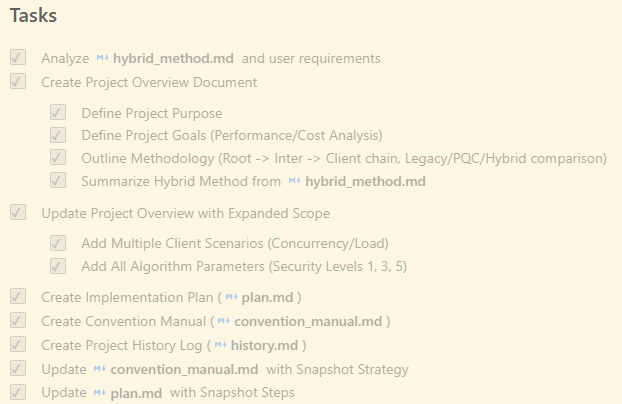 Tasks
Analyze M↓ hybrid_method.md and user requirements
Create Project Overview Document
Define Project Purpose
Define Project Goals (Performance/Cost Analysis)
Outline Methodology (Root -> Inter -> Client chain, Legacy/PQC/Hybrid comparison)
Summarize Hybrid Method from M↓ hybrid_method.md
Update Project Overview with Expanded Scope
Add Multiple Client Scenarios (Concurrency/Load)
Add All Algorithm Parameters (Security Levels 1, 3, 5)
Create Implementation Plan ( M↓ plan.md )
Create Convention Manual ( M↓ convention_manual.md )
Create Project History Log ( M↓ history.md )
Update M↓ convention_manual.md with Snapshot Strategy
Update M↓ plan.md with Snapshot Steps